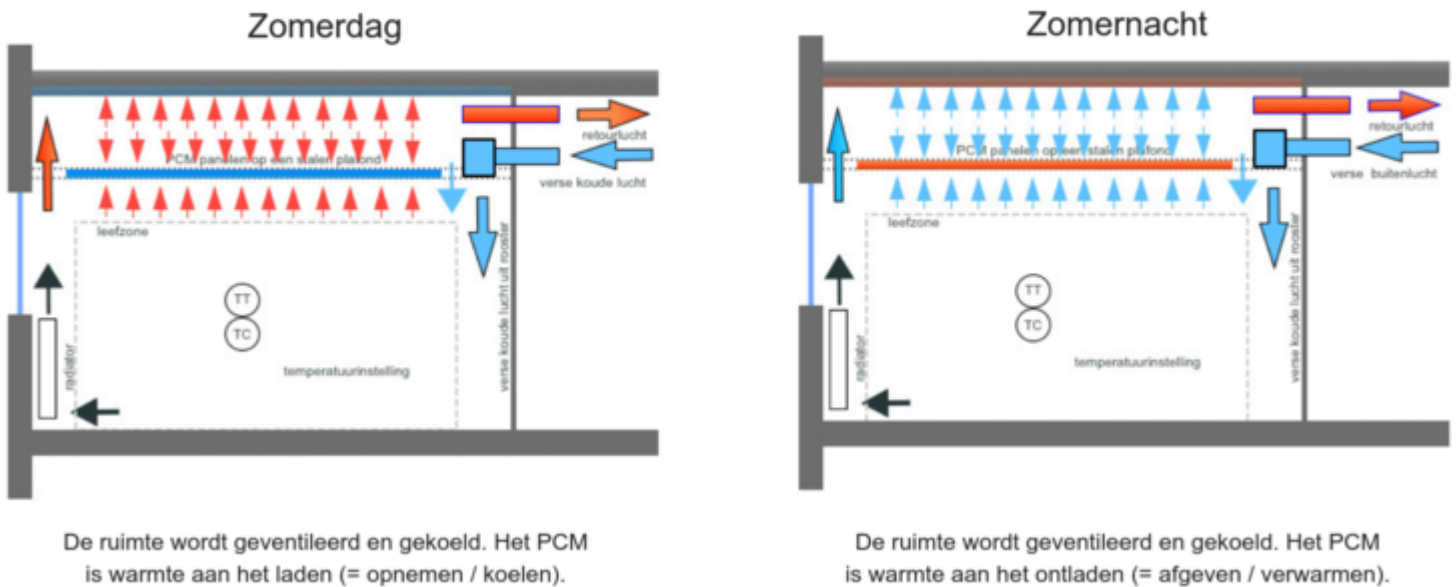 Zomerdag
retourlucht
PCM panelen op een stalen plafond
verse koude lucht
leefzone
verse koude lucht uit rooster
TT
TC
radiator
temperatuurinstelling
De ruimte wordt geventileerd en gekoeld. Het PCM
is warmte aan het laden (= opnemen / koelen).
Zomernacht
retourlucht
PCM panelen op een stalen plafond
verse buitenlucht
leefzone
verse koude lucht uit rooster
TT
TC
radiator
temperatuurinstelling
De ruimte wordt geventileerd en gekoeld. Het PCM
is warmte aan het ontladen (= afgeven / verwarmen).